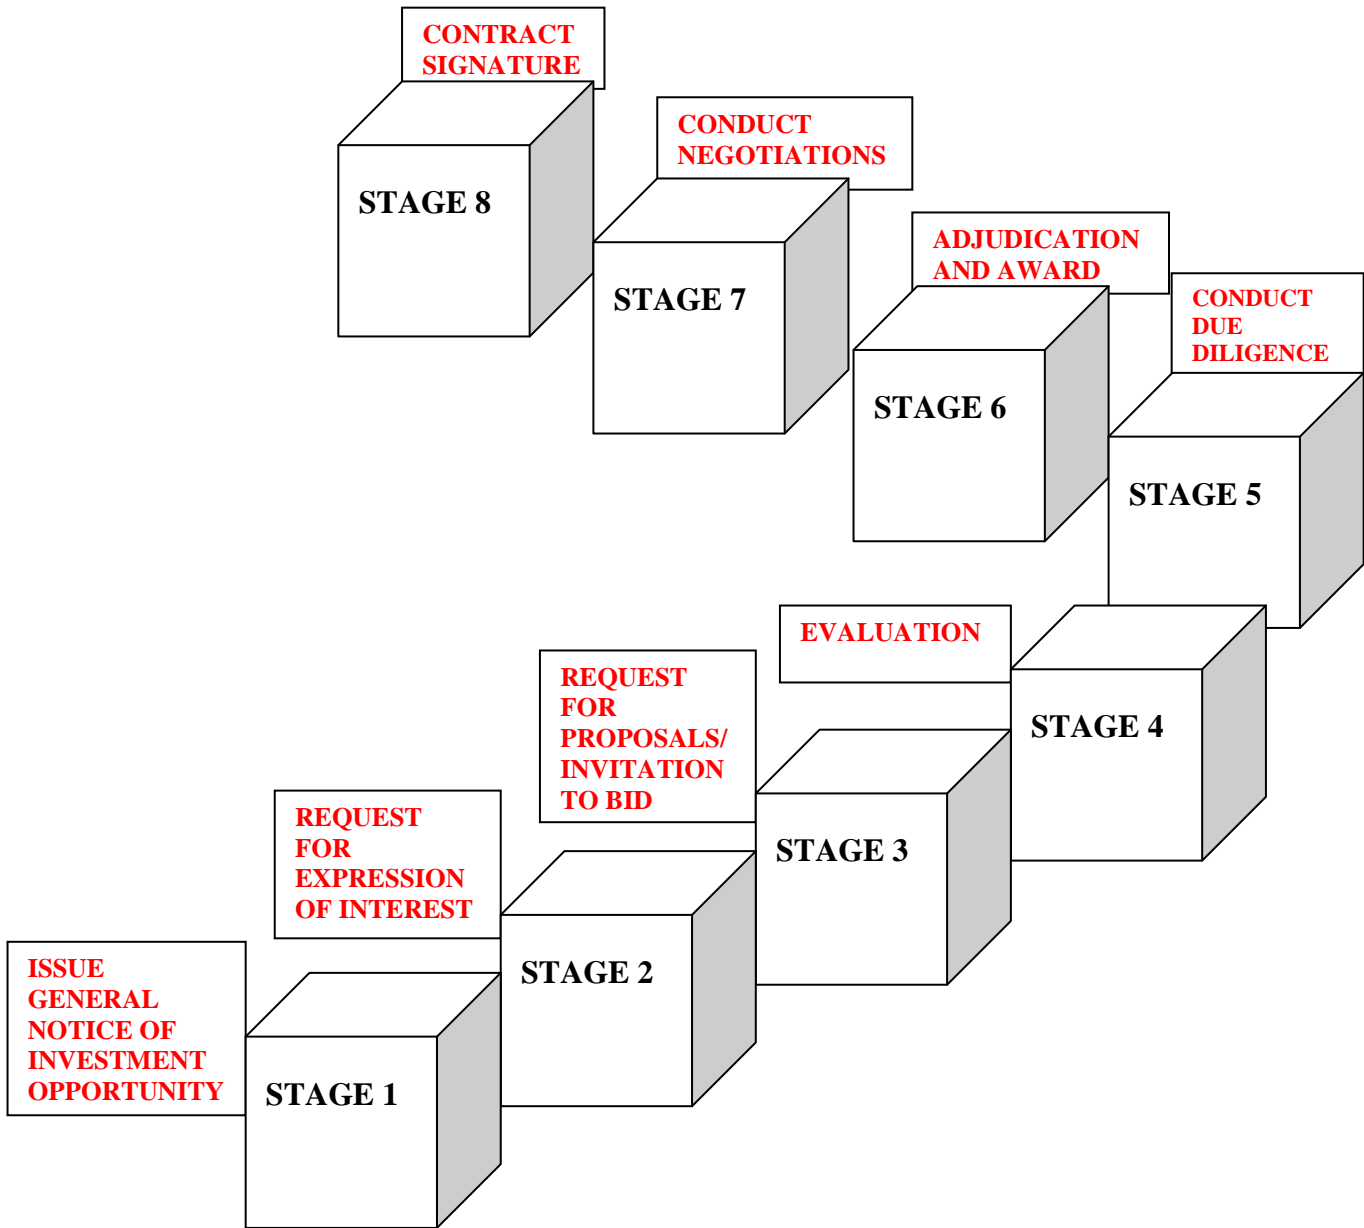 CONTRACT
SIGNATURE
STAGE 8
CONDUCT
NEGOTIATIONS
STAGE 7
ADJUDICATION
AND AWARD
STAGE 6
CONDUCT
DUE
DILIGENCE
STAGE 5
EVALUATION
STAGE 4
REQUEST
FOR
PROPOSALS/
INVITATION
TO BID
STAGE 3
REQUEST
FOR
EXPRESSION
OF INTEREST
STAGE 2
ISSUE
GENERAL
NOTICE OF
INVESTMENT
OPPORTUNITY
STAGE 1